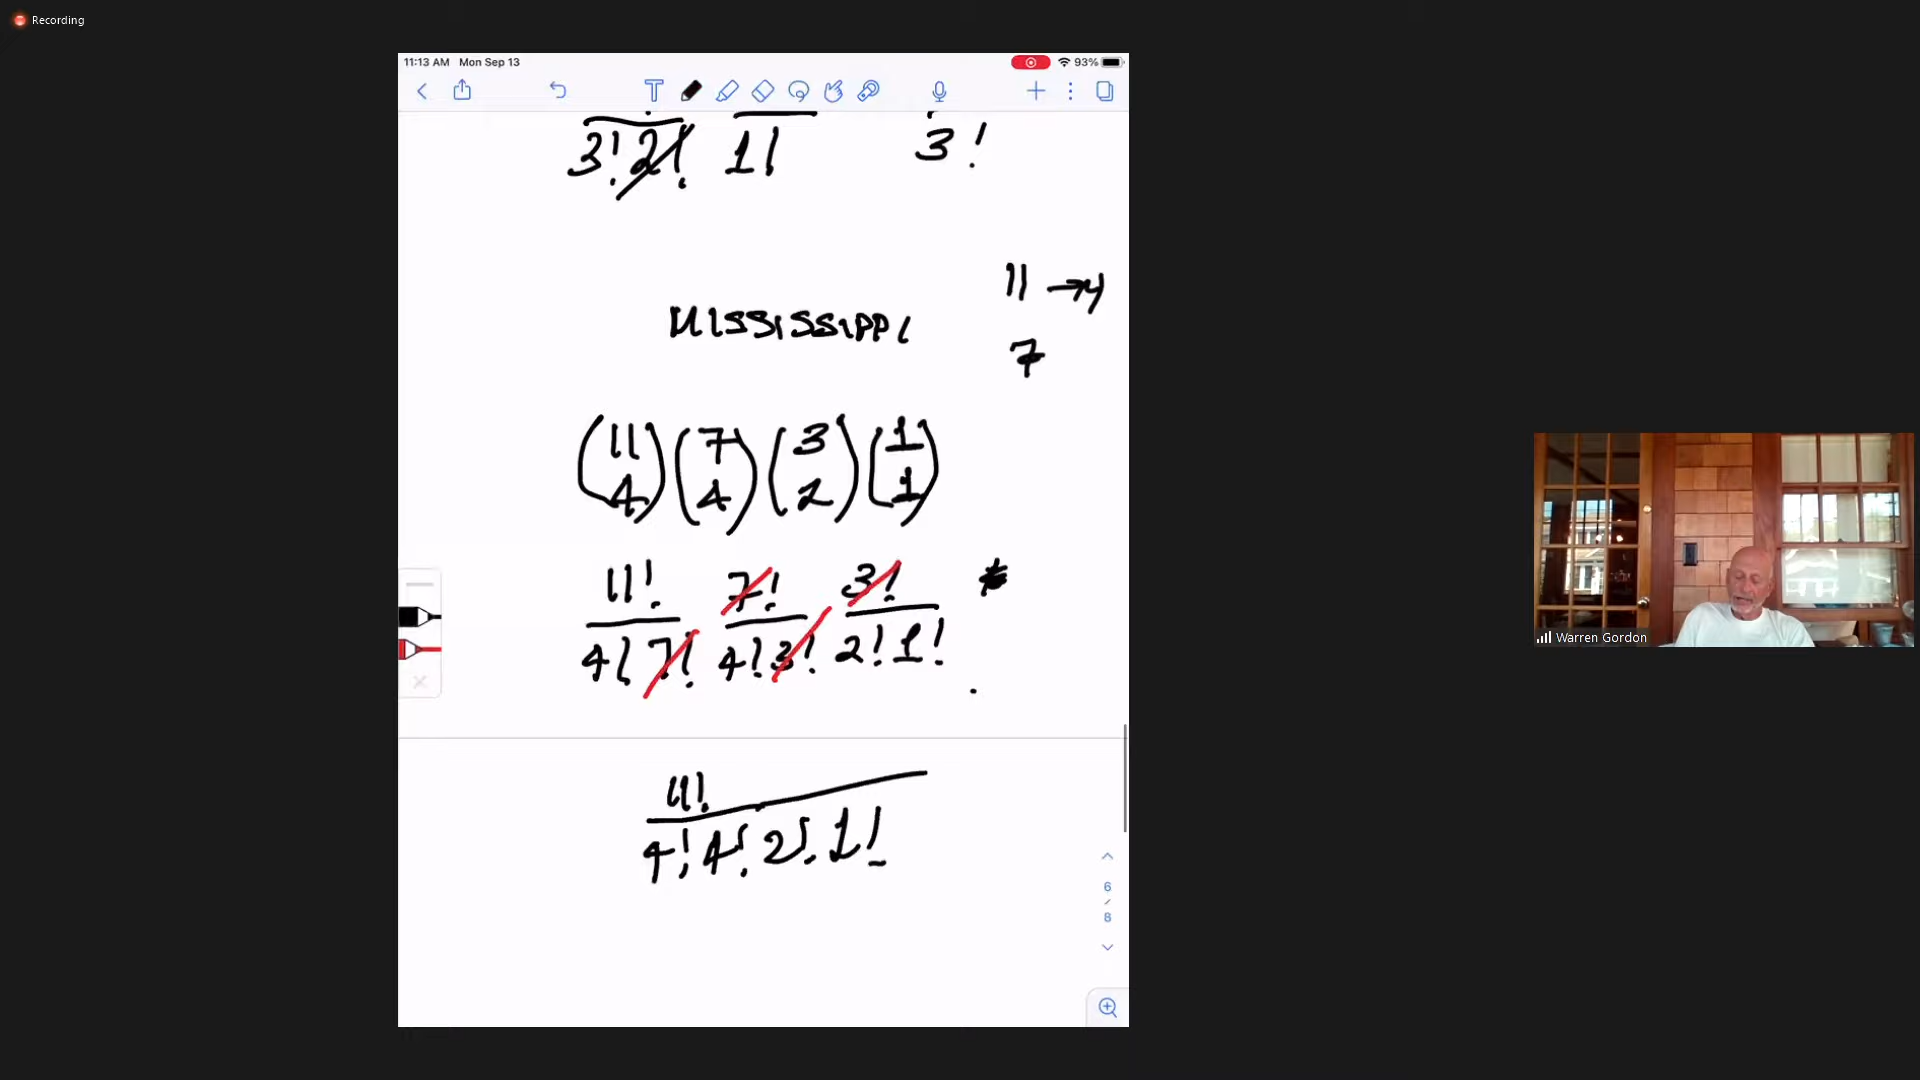 Recording
11:13 AM Mon Sep 13
93%
T
3! 2! 1! 3!
11 → 4
MISSISSIPPI
7
(11 4) (7 4) (3 2) (1 1)
11! 7! 3! *
4! 7! 4! 3! 2! 1!
11!
4! 4! 2! 1!
6
/
8
Warren Gordon